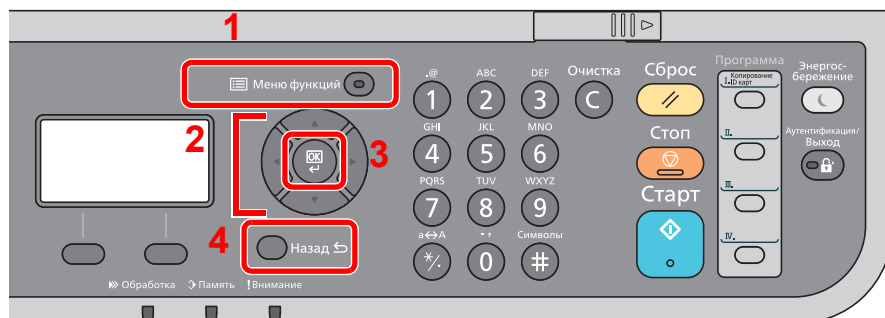 1
Меню функций
2
OK
3
4
Назад
Обработка
Память
!Внимание
.@
1
ABC
2
DEF
3
Очистка
C
GHI
4
JKL
5
MNO
6
PQRS
7
TUV
8
WXYZ
9
a⇔A
*/.
- ,
0
Символы
#
Сброс
Стоп
Старт
Программа
I. Копирование
ID карт
II.
III.
IV.
Энергос-
бережение
Аутентификация/
Выход